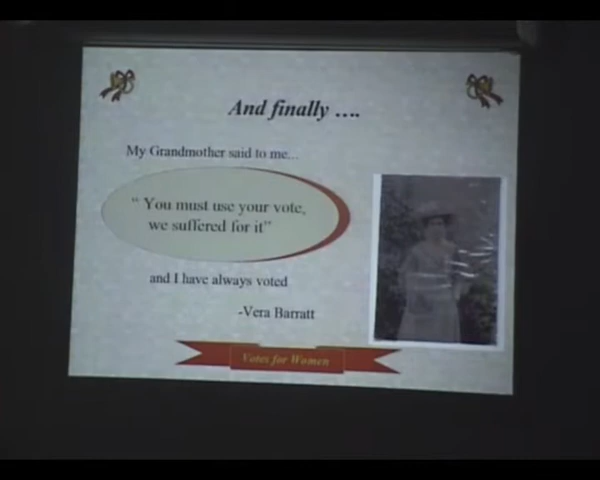 And finally ....
My Grandmother said to me...
“ You must use your vote,
we suffered for it”
and I have always voted
-Vera Barratt
Votes for Women